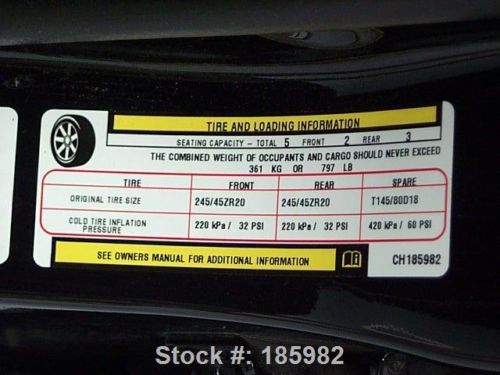 TIRE AND LOADING INFORMATION
SEATING CAPACITY - TOTAL 5 FRONT 2 REAR 3
THE COMBINED WEIGHT OF OCCUPANTS AND CARGO SHOULD NEVER EXCEED
361 KG OR 797 LB
TIRE FRONT REAR SPARE
ORIGINAL TIRE SIZE 245/45ZR20 245/45ZR20 T145/80D18
COLD TIRE INFLATION
PRESSURE 220 kPa / 32 PSI 220 kPa / 32 PSI 420 kPa / 60 PSI
SEE OWNERS MANUAL FOR ADDITIONAL INFORMATION CH185982
Stock #: 185982